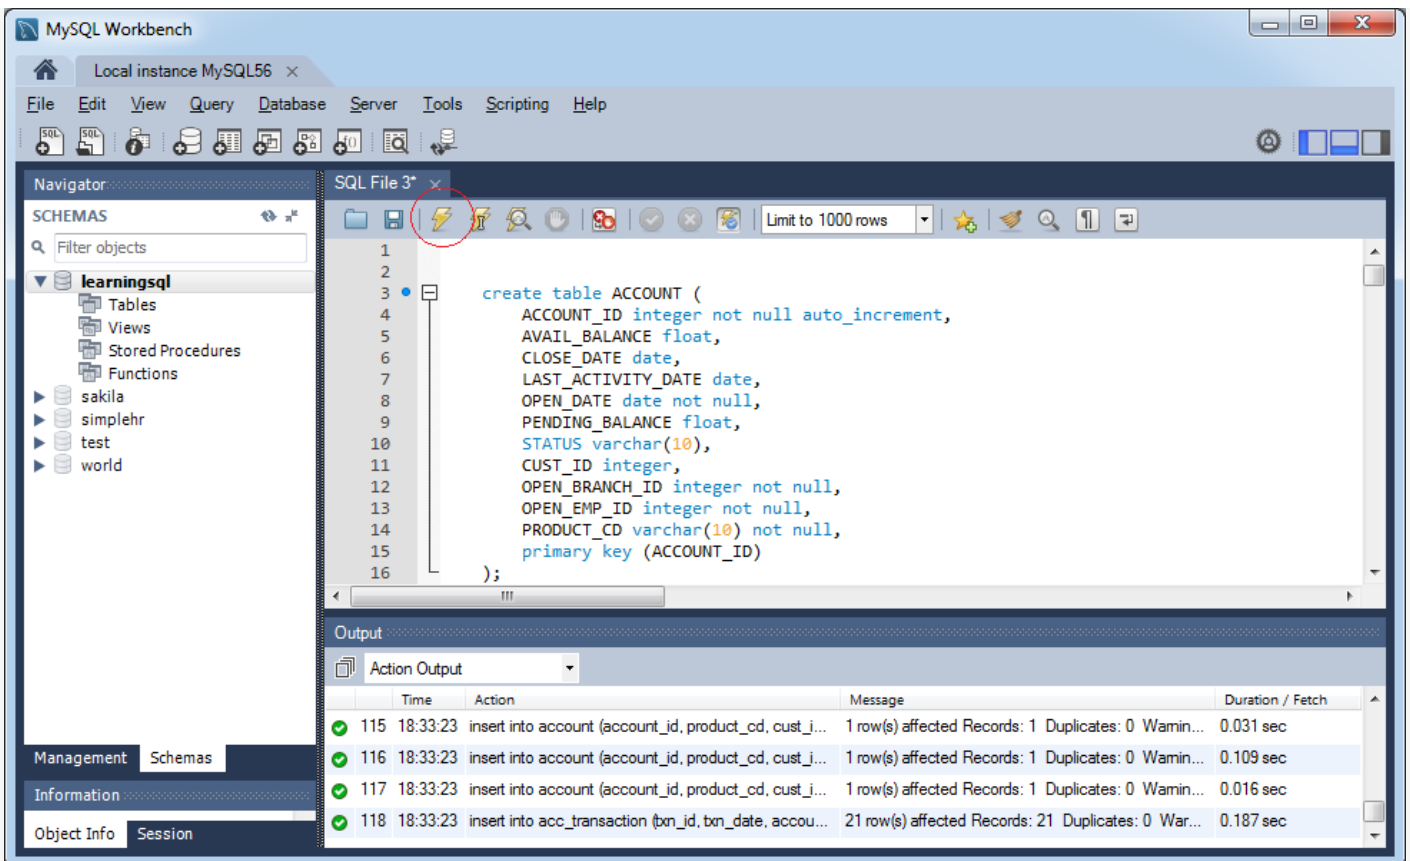 MySQL Workbench
Local instance MySQL56
File Edit View Query Database Server Tools Scripting Help
SQL SQL
Navigator
SCHEMAS
Filter objects
learningsql
Tables
Views
Stored Procedures
Functions
sakila
simplehr
test
world
Management Schemas
Information
Object Info Session
SQL File 3*
Limit to 1000 rows
1
2
3 create table ACCOUNT (
4 ACCOUNT_ID integer not null auto_increment,
5 AVAIL_BALANCE float,
6 CLOSE_DATE date,
7 LAST_ACTIVITY_DATE date,
8 OPEN_DATE date not null,
9 PENDING_BALANCE float,
10 STATUS varchar(10),
11 CUST_ID integer,
12 OPEN_BRANCH_ID integer not null,
13 OPEN_EMP_ID integer not null,
14 PRODUCT_CD varchar(10) not null,
15 primary key (ACCOUNT_ID)
16 );
Output
Action Output
Time Action Message Duration / Fetch
115 18:33:23 insert into account (account_id, product_cd, cust_i... 1 row(s) affected Records: 1 Duplicates: 0 Warnin... 0.031 sec
116 18:33:23 insert into account (account_id, product_cd, cust_i... 1 row(s) affected Records: 1 Duplicates: 0 Warnin... 0.109 sec
117 18:33:23 insert into account (account_id, product_cd, cust_i... 1 row(s) affected Records: 1 Duplicates: 0 Warnin... 0.016 sec
118 18:33:23 insert into acc_transaction (txn_id, txn_date, accou... 21 row(s) affected Records: 21 Duplicates: 0 War... 0.187 sec